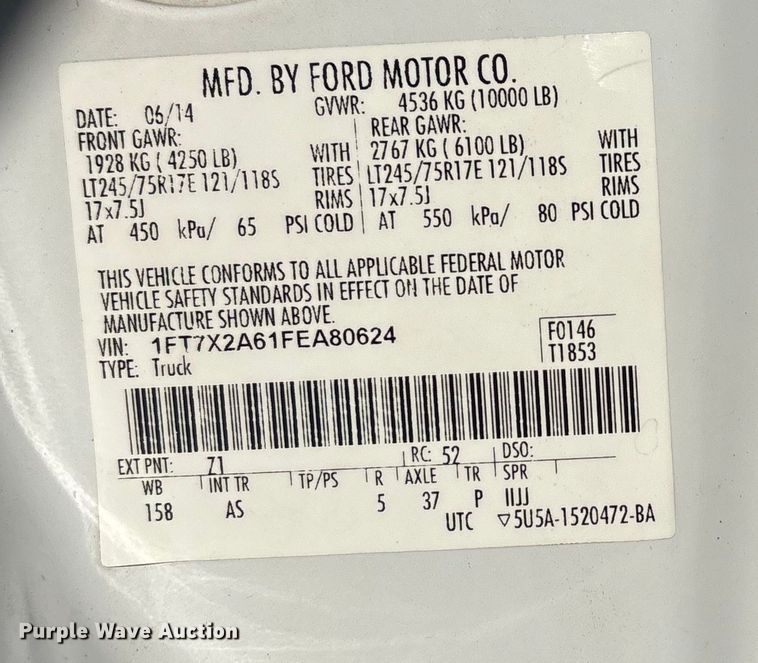 MFD. BY FORD MOTOR CO.
DATE: 06/14 GVWR: 4536 KG (10000 LB)
FRONT GAWR: REAR GAWR:
1928 KG ( 4250 LB) WITH 2767 KG ( 6100 LB) WITH
LT245/75R17E 121/118S TIRES LT245/75R17E 121/118S TIRES
17x7.5J RIMS 17x7.5J RIMS
AT 450 kPa/ 65 PSI COLD AT 550 kPa/ 80 PSI COLD
THIS VEHICLE CONFORMS TO ALL APPLICABLE FEDERAL MOTOR
VEHICLE SAFETY STANDARDS IN EFFECT ON THE DATE OF
MANUFACTURE SHOWN ABOVE.
VIN: 1FT7X2A61FEA80624 F0146
TYPE: Truck T1853
EXT PNT: Z1 RC: 52 DSO:
WB INT TR TP/PS R AXLE TR SPR
158 AS 5 37 P IIJJ
UTC ▽5U5A-1520472-BA
Purple Wave Auction